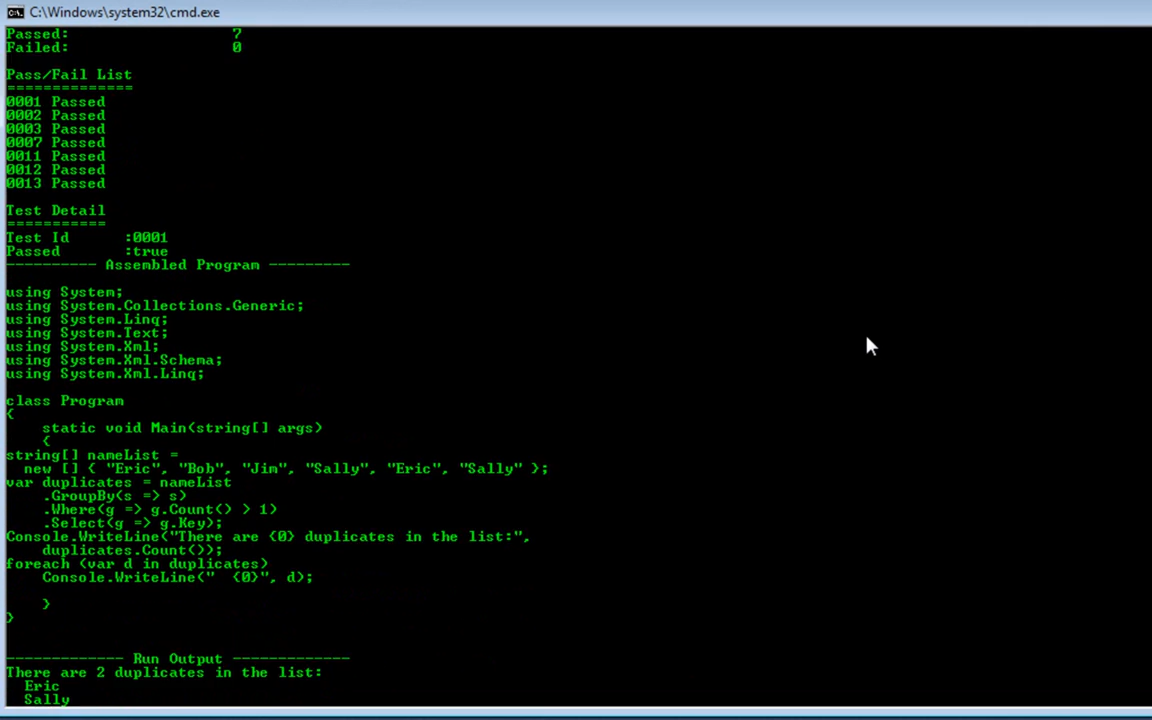 C:\Windows\system32\cmd.exe
Passed: 7
Failed: 0
Pass/Fail List
==============
0001 Passed
0002 Passed
0003 Passed
0007 Passed
0011 Passed
0012 Passed
0013 Passed
Test Detail
===========
Test Id :0001
Passed :true
---------- Assembled Program ---------
using System;
using System.Collections.Generic;
using System.Linq;
using System.Text;
using System.Xml;
using System.Xml.Schema;
using System.Xml.Linq;
class Program
{
static void Main(string[] args)
{
string[] nameList =
new [] { "Eric", "Bob", "Jim", "Sally", "Eric", "Sally" };
var duplicates = nameList
.GroupBy(s => s)
.Where(g => g.Count() > 1)
.Select(g => g.Key);
Console.WriteLine("There are {0} duplicates in the list:",
duplicates.Count());
foreach (var d in duplicates)
Console.WriteLine("  {0}", d);
}
}
------------- Run Output -------------
There are 2 duplicates in the list:
Eric
Sally